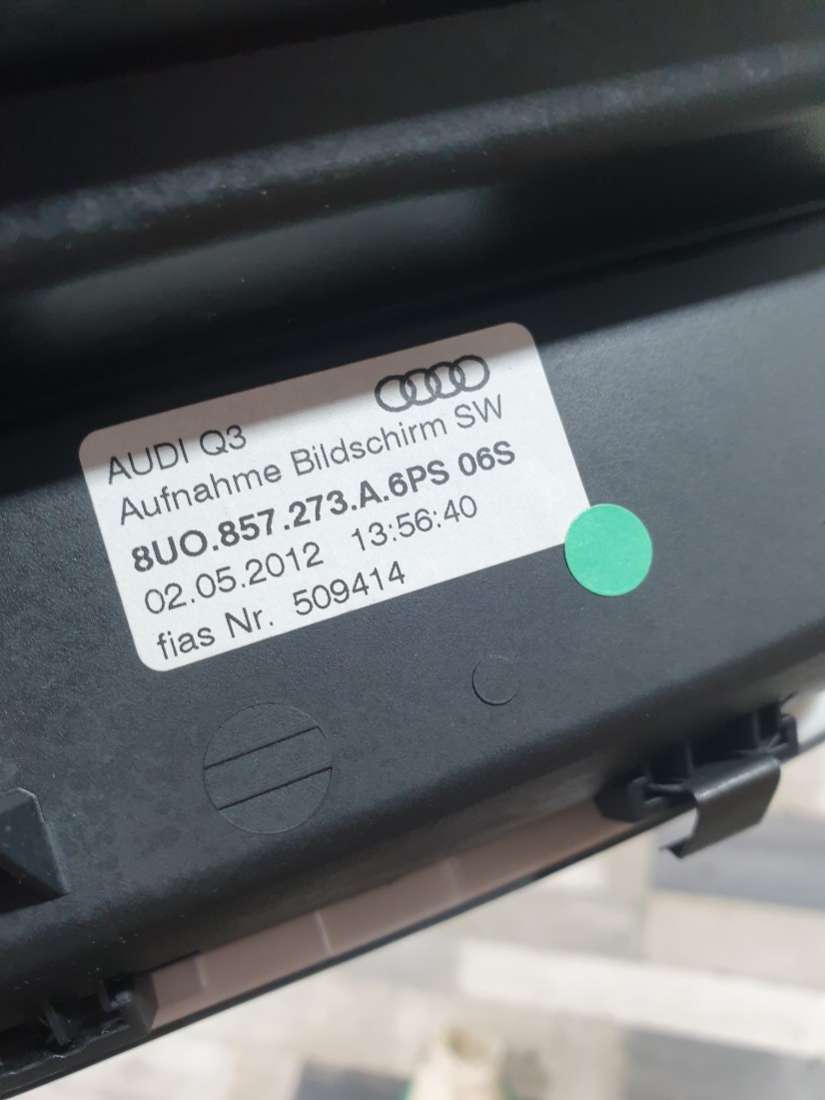 AUDI Q3
Aufnahme Bildschirm SW
8UO.857.273.A.6PS 06S
02.05.2012 13:56:40
fias Nr. 509414